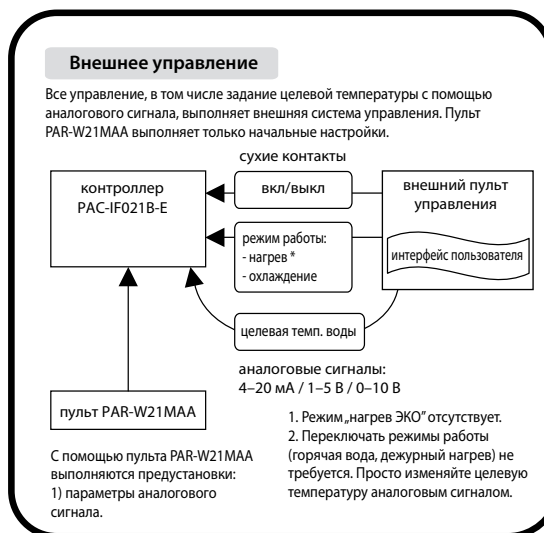 Внешнее управление
Все управление, в том числе задание целевой температуры с помощью
аналогового сигнала, выполняет внешняя система управления. Пульт
PAR-W21MAA выполняет только начальные настройки.
сухие контакты
контроллер
PAC-IF021B-E
вкл/выкл
внешний пульт
управления
режим работы:
- нагрев *
- охлаждение
интерфейс пользователя
целевая темп. воды
аналоговые сигналы:
4–20 мА / 1–5 В / 0–10 В
пульт PAR-W21MAA
С помощью пульта PAR-W21MAA
выполняются предустановки:
1) параметры аналогового
сигнала.
1. Режим „нагрев ЭКО” отсутствует.
2. Переключать режимы работы
(горячая вода, дежурный нагрев) не
требуется. Просто изменяйте целевую
температуру аналоговым сигналом.